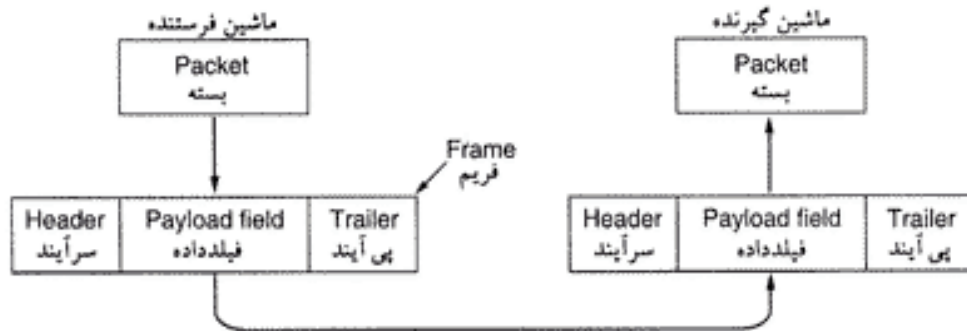 ماشین فرستنده
Packet
بسته
ماشین گیرنده
Packet
بسته
Frame
فریم
Header
سرآیند
Payload field
فیلدداده
Trailer
پی آیند
Header
سرآیند
Payload field
فیلدداده
Trailer
پی آیند